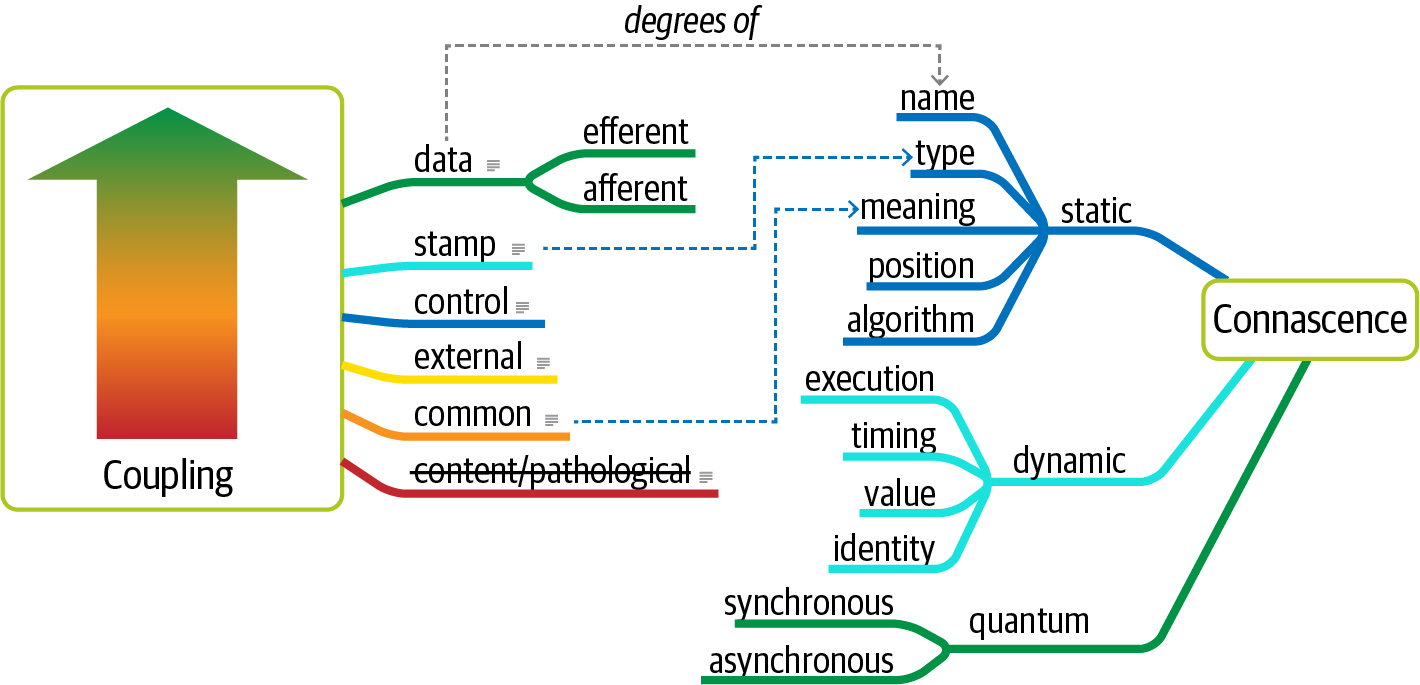 degrees of
data
efferent
afferent
stamp
control
external
common
content/pathological
Coupling
name
type
meaning
position
algorithm
static
Connascence
execution
timing
value
identity
dynamic
synchronous
asynchronous
quantum